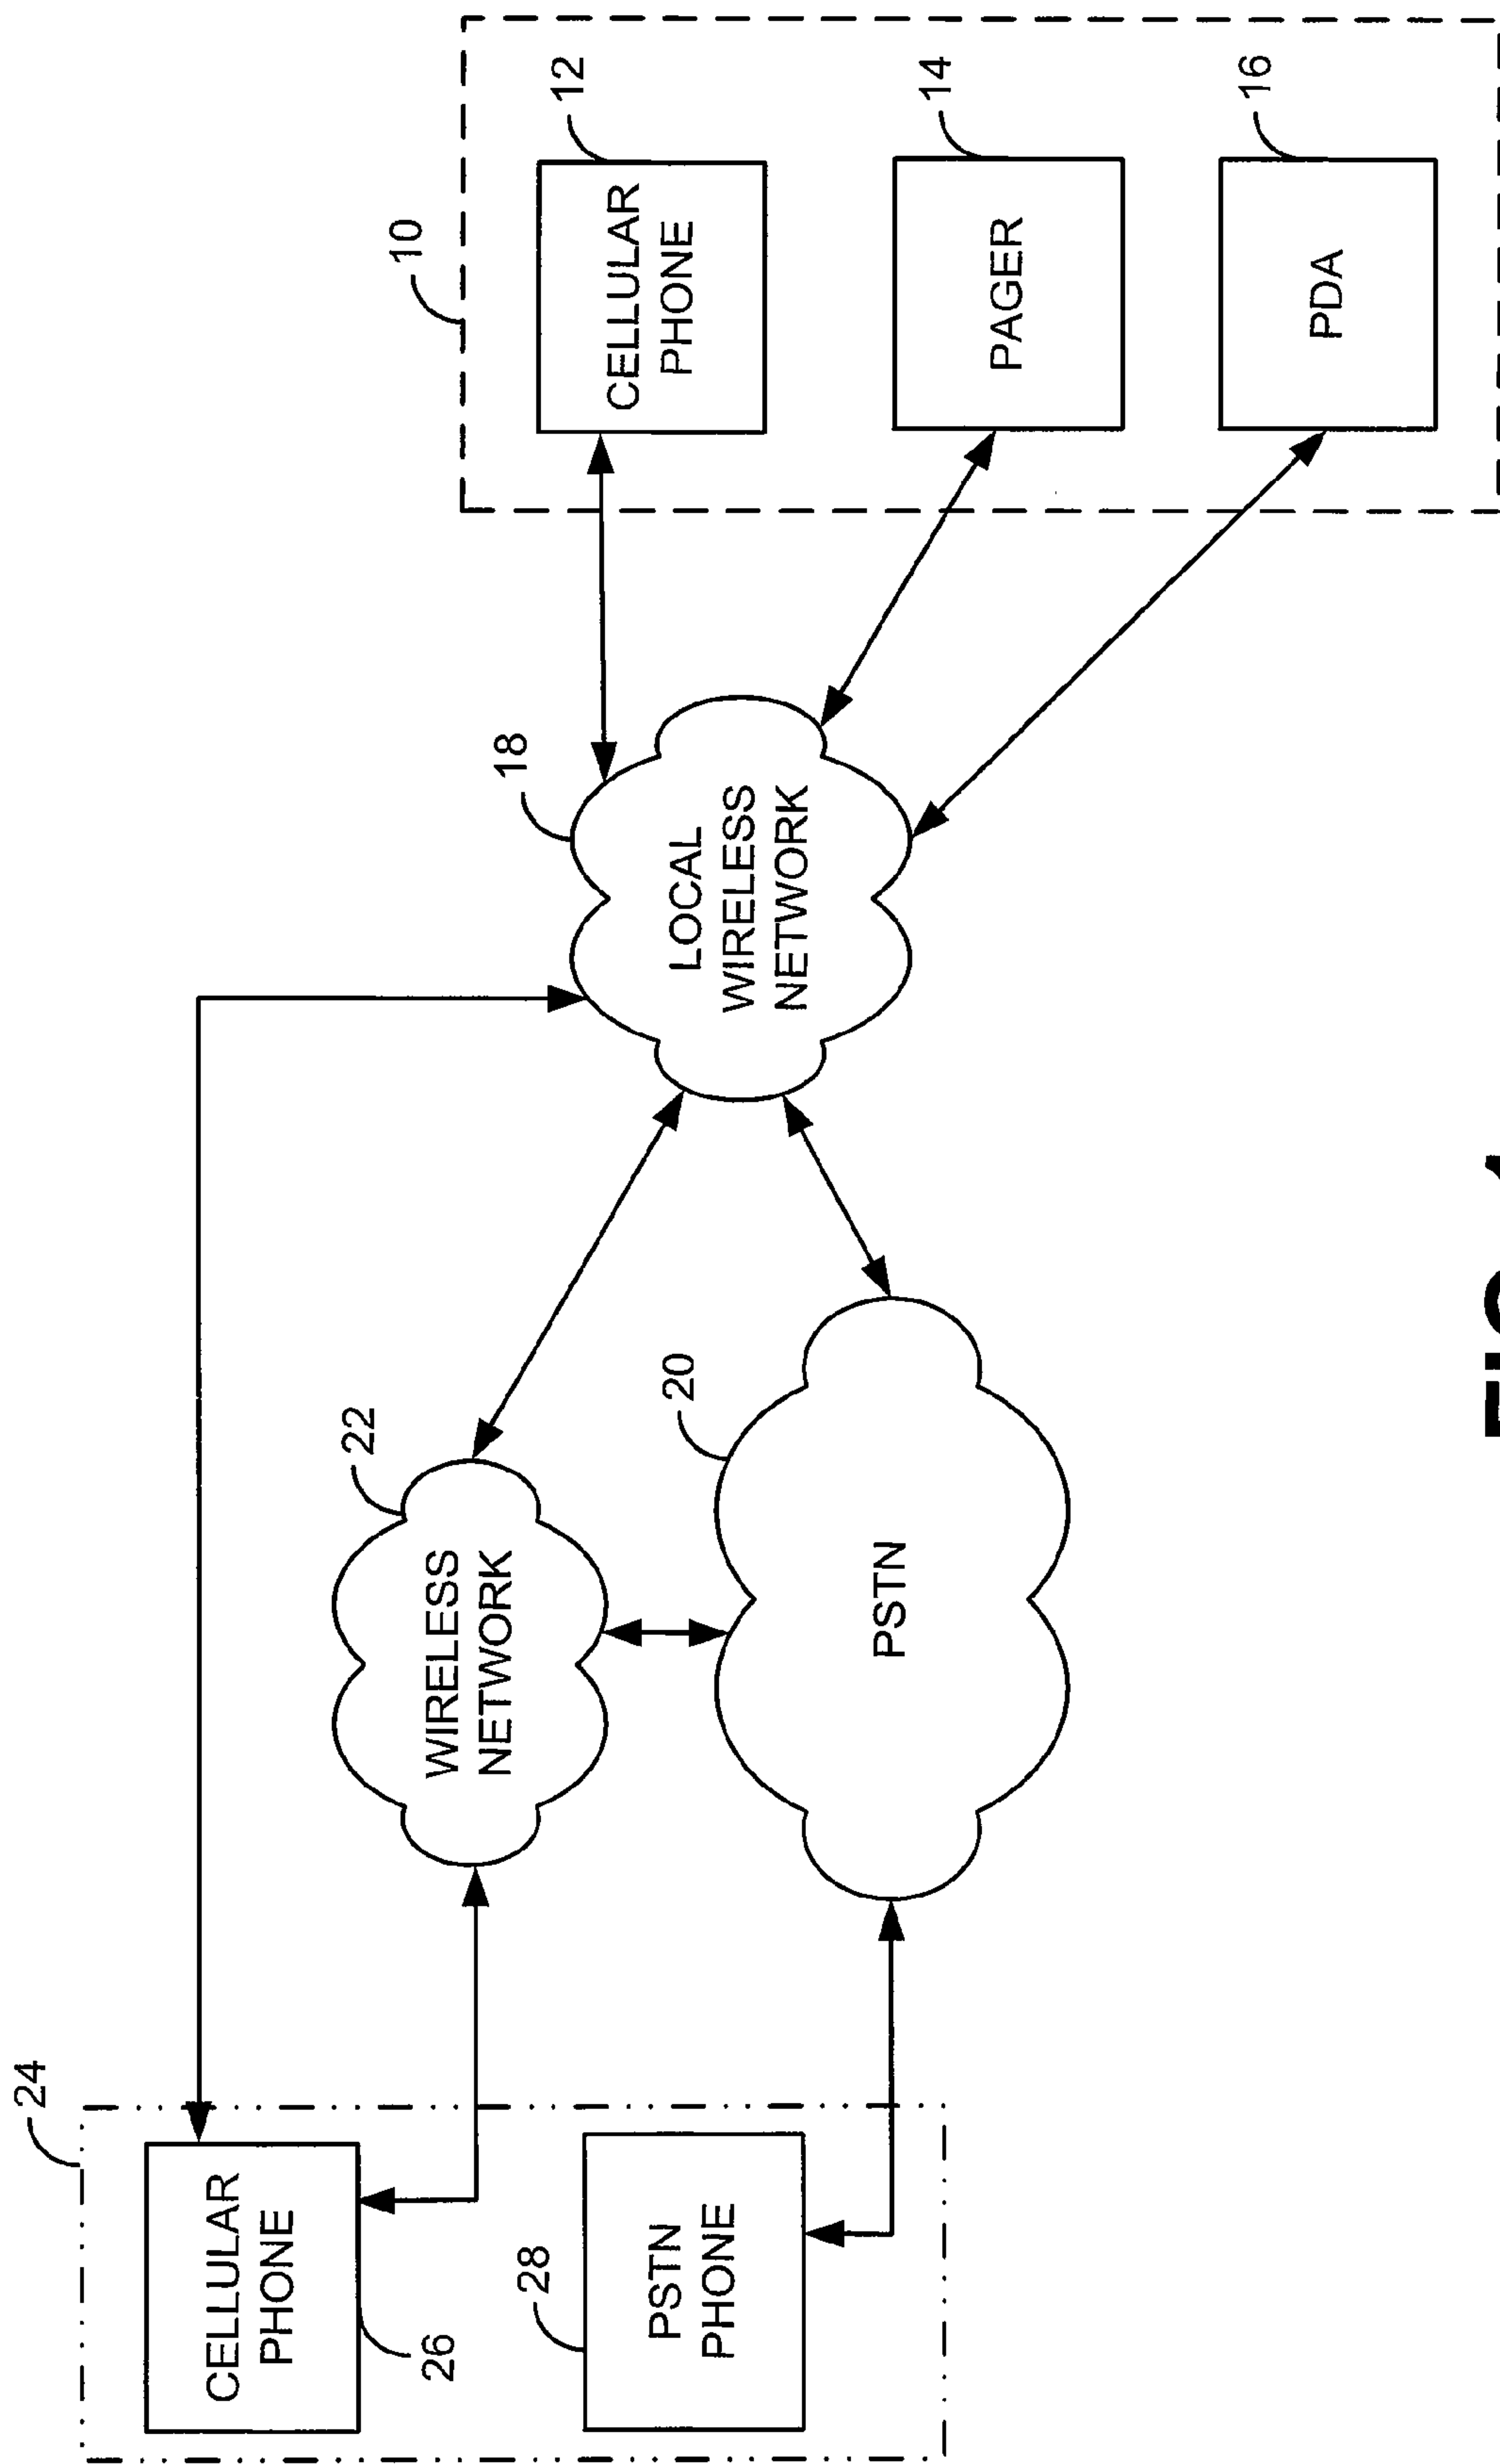 24
CELLULAR
PHONE
26
28
PSTN
PHONE
22
WIRELESS
NETWORK
20
PSTN
18
LOCAL
WIRELESS
NETWORK
10
12
CELLULAR
PHONE
14
PAGER
16
PDA